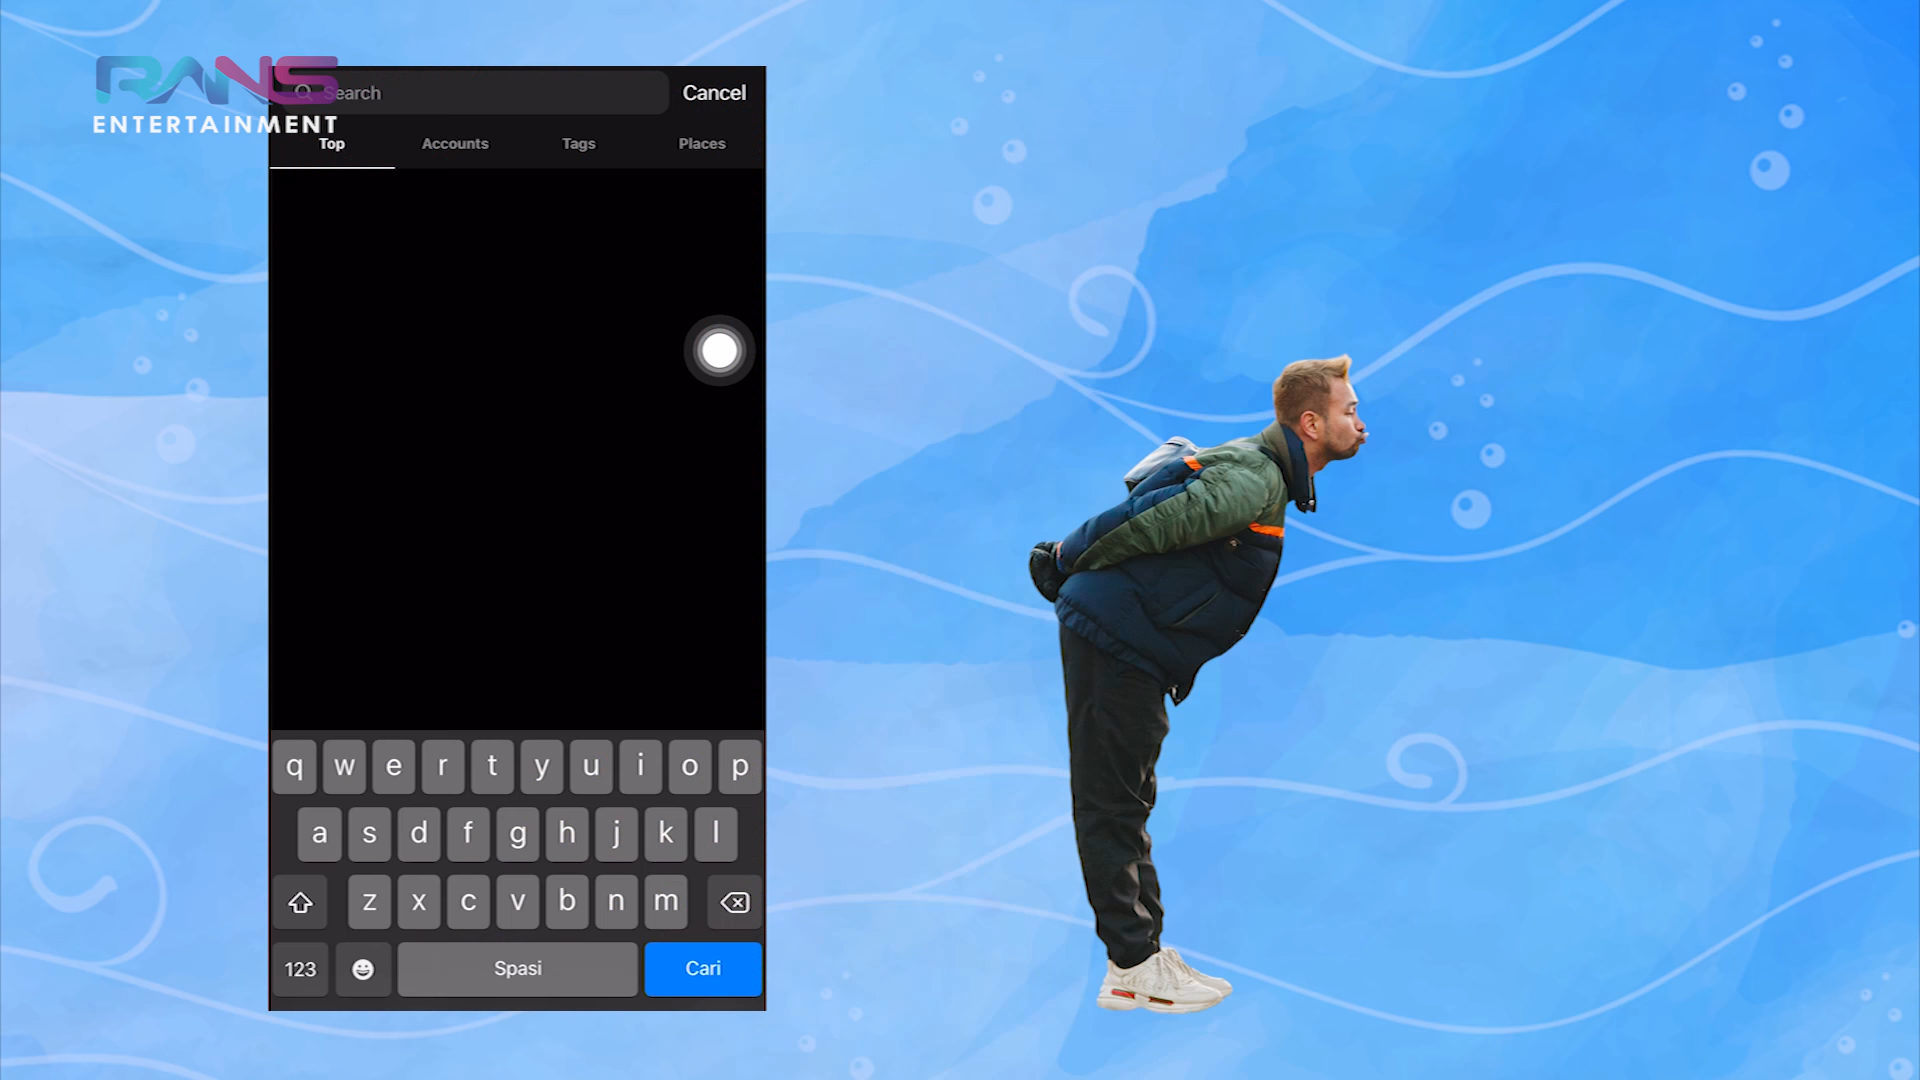 RANS
ENTERTAINMENT
Search
Cancel
Top
Accounts
Tags
Places
q w e r t y u i o p
a s d f g h j k l
z x c v b n m
123
Spasi
Cari